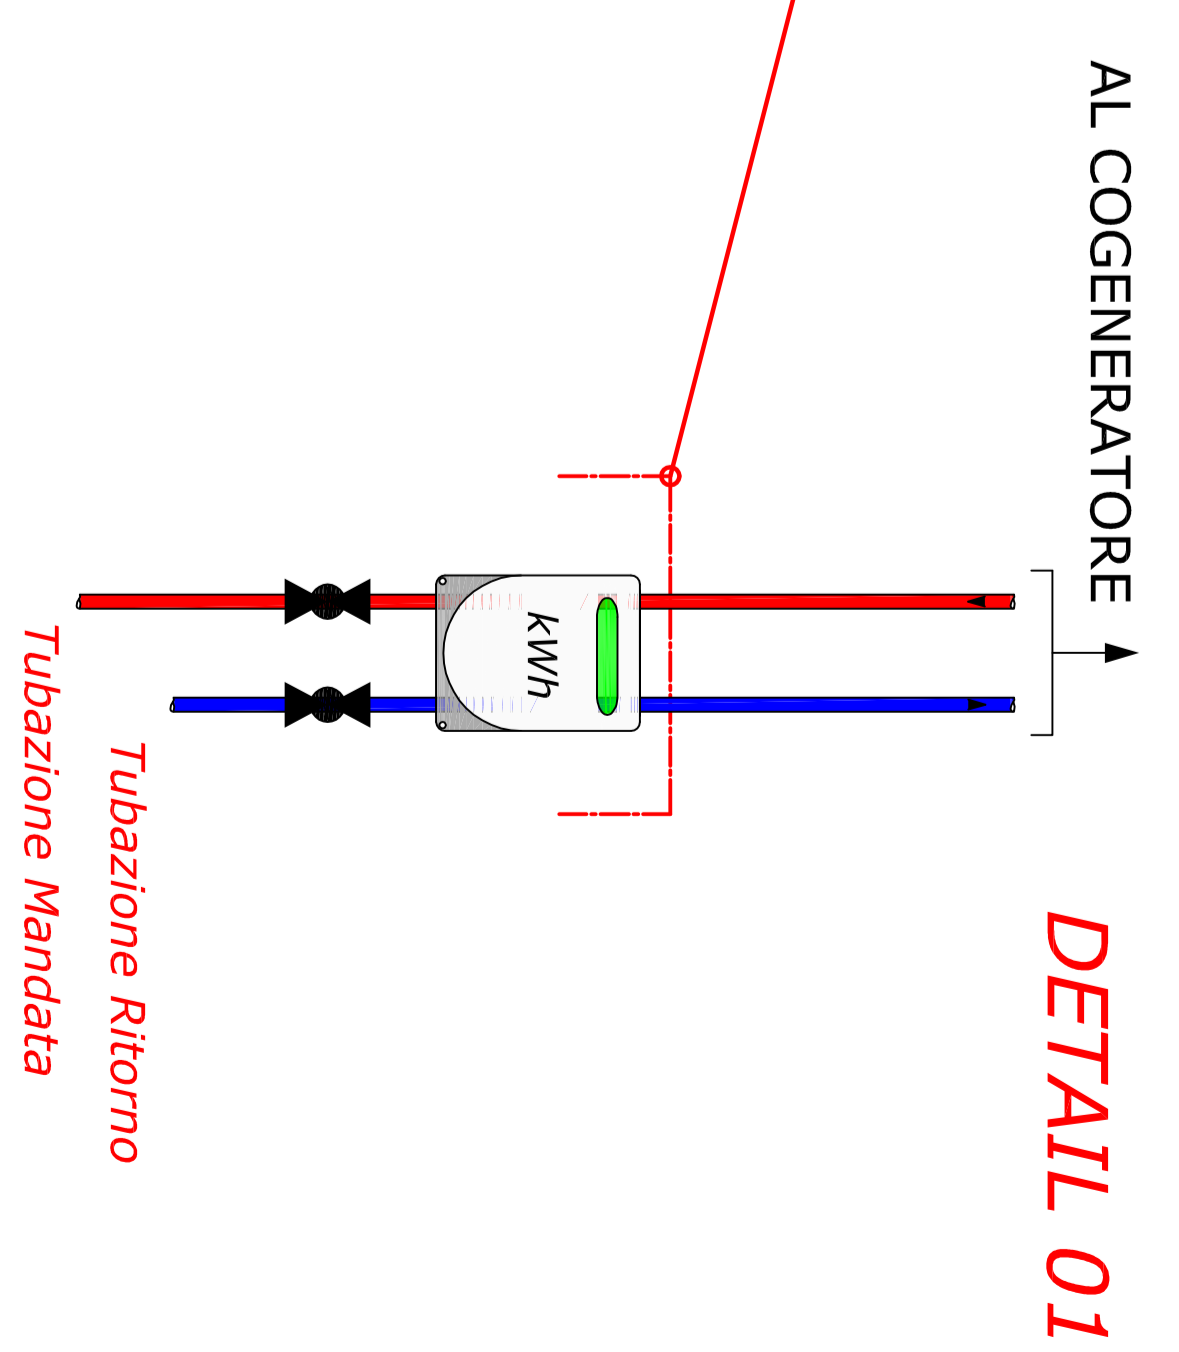 AL COGENERATORE
kWh
Tubazione Ritorno
Tubazione Mandata
DETAIL 01